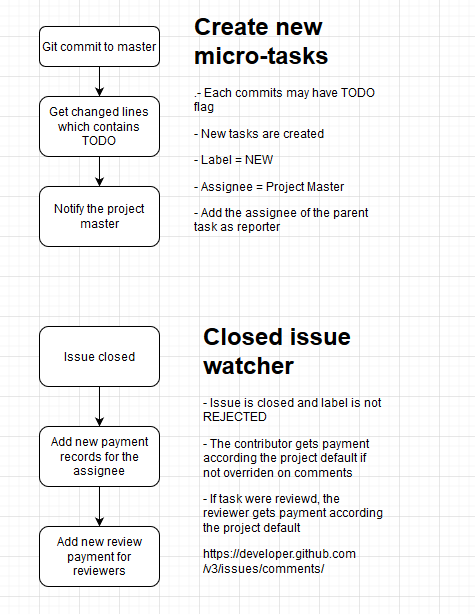 Git commit to master
Get changed lines
which contains
TODO
Notify the project
master
Create new
micro-tasks
.- Each commits may have TODO
flag
- New tasks are created
- Label = NEW
- Assignee = Project Master
- Add the assignee of the parent
task as reporter
Issue closed
Add new payment
records for the
assignee
Add new review
payment for
reviewers
Closed issue
watcher
- Issue is closed and label is not
REJECTED
- The contributor gets payment
according the project default if
not overriden on comments
- If task were reviewd, the
reviewer gets payment according
the project default
https://developer.github.com
/v3/issues/comments/